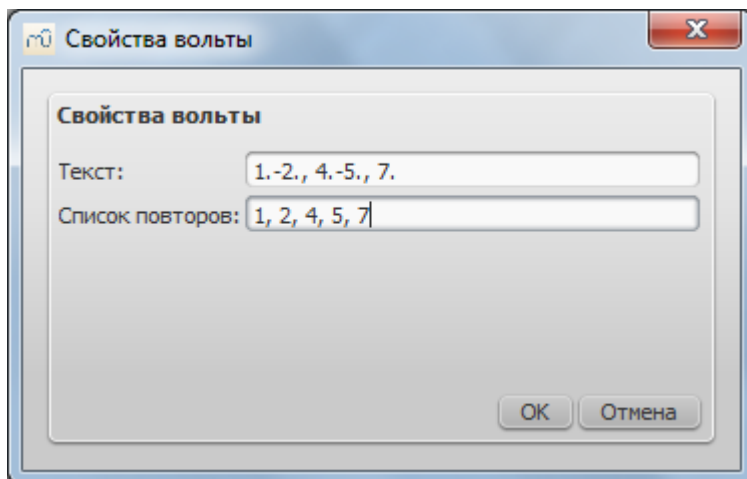 Свойства вольты
Свойства вольты
Текст: 1.-2., 4.-5., 7.
Список повторов: 1, 2, 4, 5, 7
OK Отмена